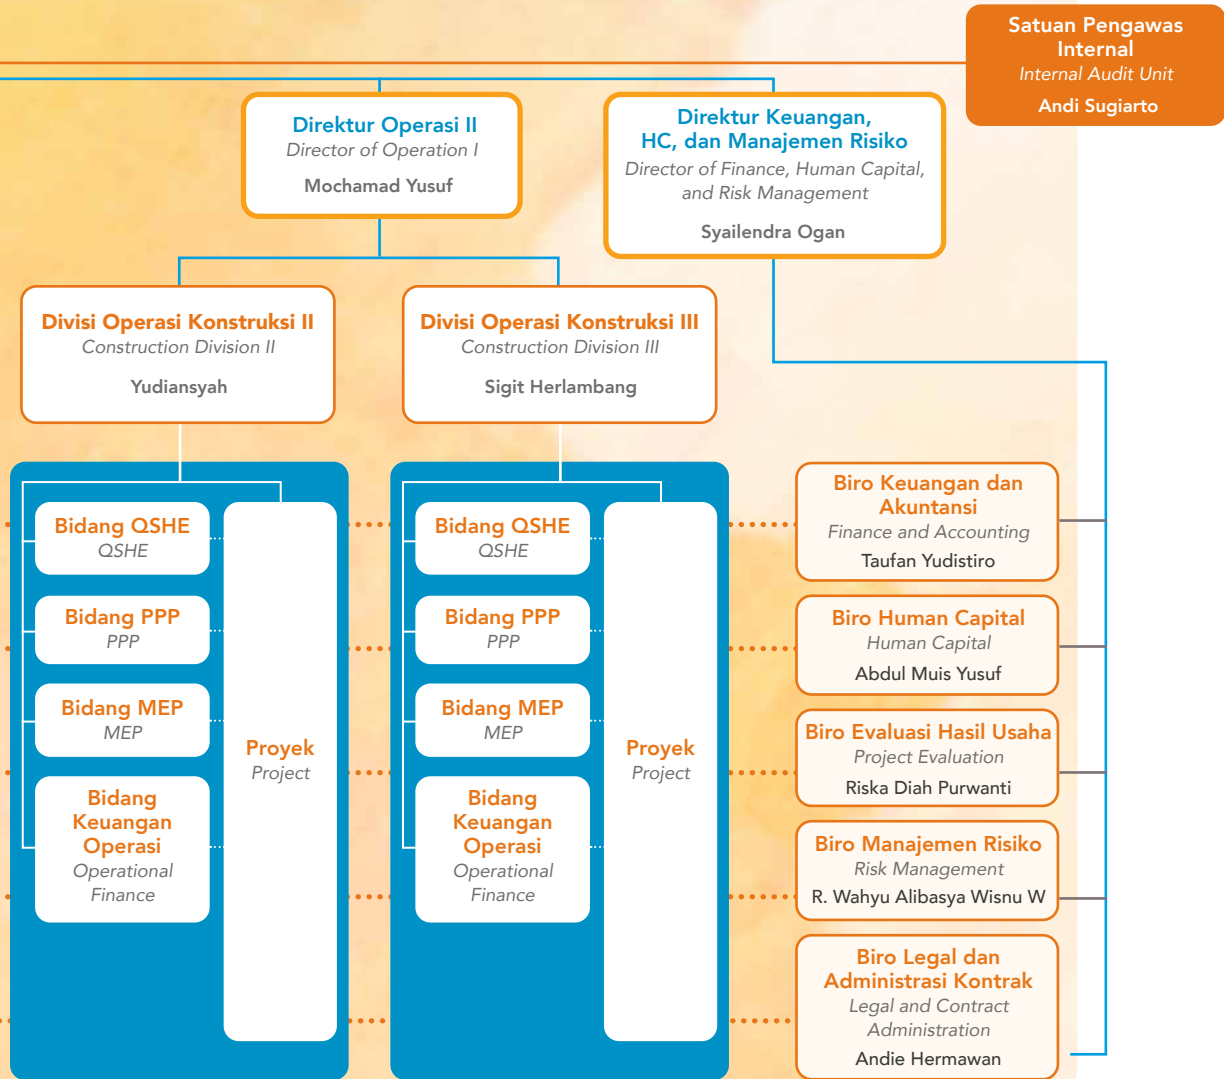 Satuan Pengawas
Internal
Internal Audit Unit
Andi Sugiarto
Direktur Operasi II
Director of Operation I
Mochamad Yusuf
Direktur Keuangan,
HC, dan Manajemen Risiko
Director of Finance, Human Capital,
and Risk Management
Syailendra Ogan
Divisi Operasi Konstruksi II
Construction Division II
Yudiansyah
Divisi Operasi Konstruksi III
Construction Division III
Sigit Herlambang
Bidang QSHE
QSHE
Bidang PPP
PPP
Bidang MEP
MEP
Bidang
Keuangan
Operasi
Operational
Finance
Proyek
Project
Bidang QSHE
QSHE
Bidang PPP
PPP
Bidang MEP
MEP
Bidang
Keuangan
Operasi
Operational
Finance
Proyek
Project
Biro Keuangan dan
Akuntansi
Finance and Accounting
Taufan Yudistiro
Biro Human Capital
Human Capital
Abdul Muis Yusuf
Biro Evaluasi Hasil Usaha
Project Evaluation
Riska Diah Purwanti
Biro Manajemen Risiko
Risk Management
R. Wahyu Alibasya Wisnu W
Biro Legal dan
Administrasi Kontrak
Legal and Contract
Administration
Andie Hermawan